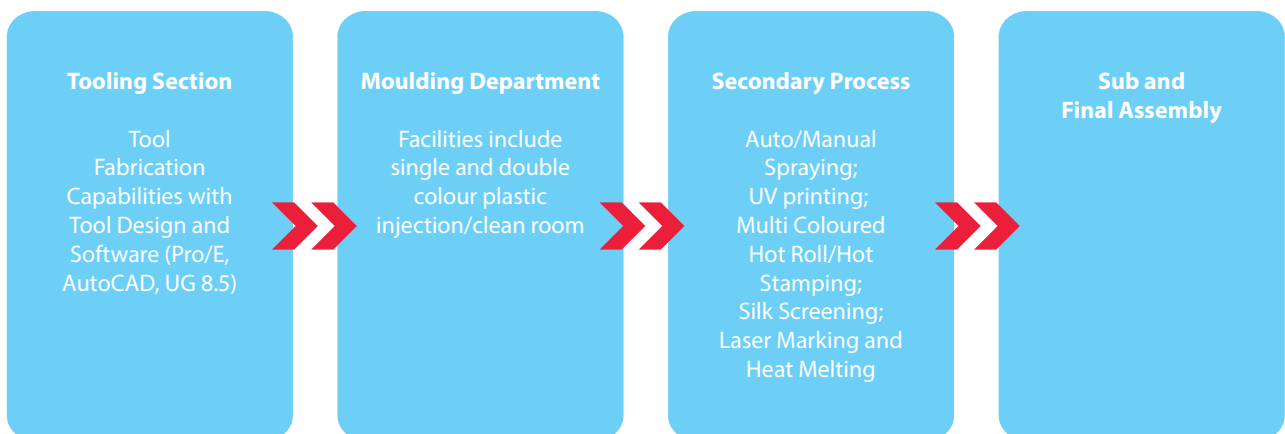 Tooling Section
Tool
Fabrication
Capabilities with
Tool Design and
Software (Pro/E,
AutoCAD, UG 8.5)
Moulding Department
Facilities include
single and double
colour plastic
injection/clean room
Secondary Process
Auto/Manual
Spraying;
UV printing;
Multi Coloured
Hot Roll/Hot
Stamping;
Silk Screening;
Laser Marking and
Heat Melting
Sub and
Final Assembly